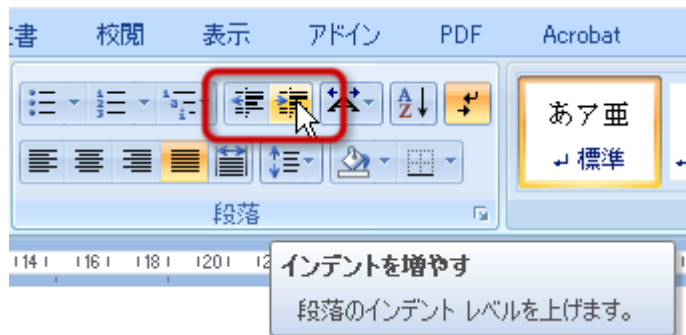 書 校閲 表示 アドイン PDF Acrobat
A
Z
あア亜
標準
段落
14 16 18 20
インデントを増やす
段落のインデント レベルを上げます。